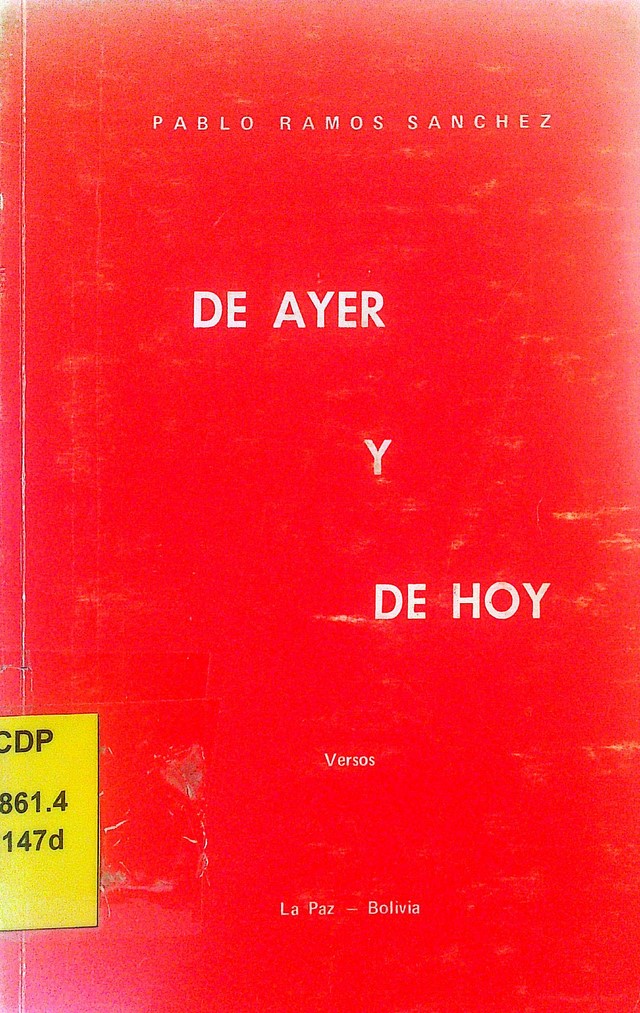 PABLO RAMOS SANCHEZ
DE AYER
Y
DE HOY
Versos
CDP
861.4
147d
La Paz — Bolivia